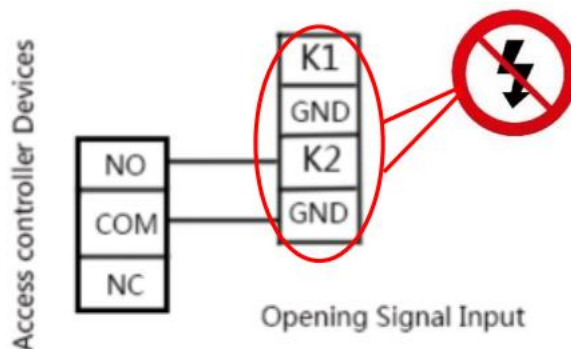 Access controller Devices
NO
COM
NC
K1
GND
K2
GND
Opening Signal Input